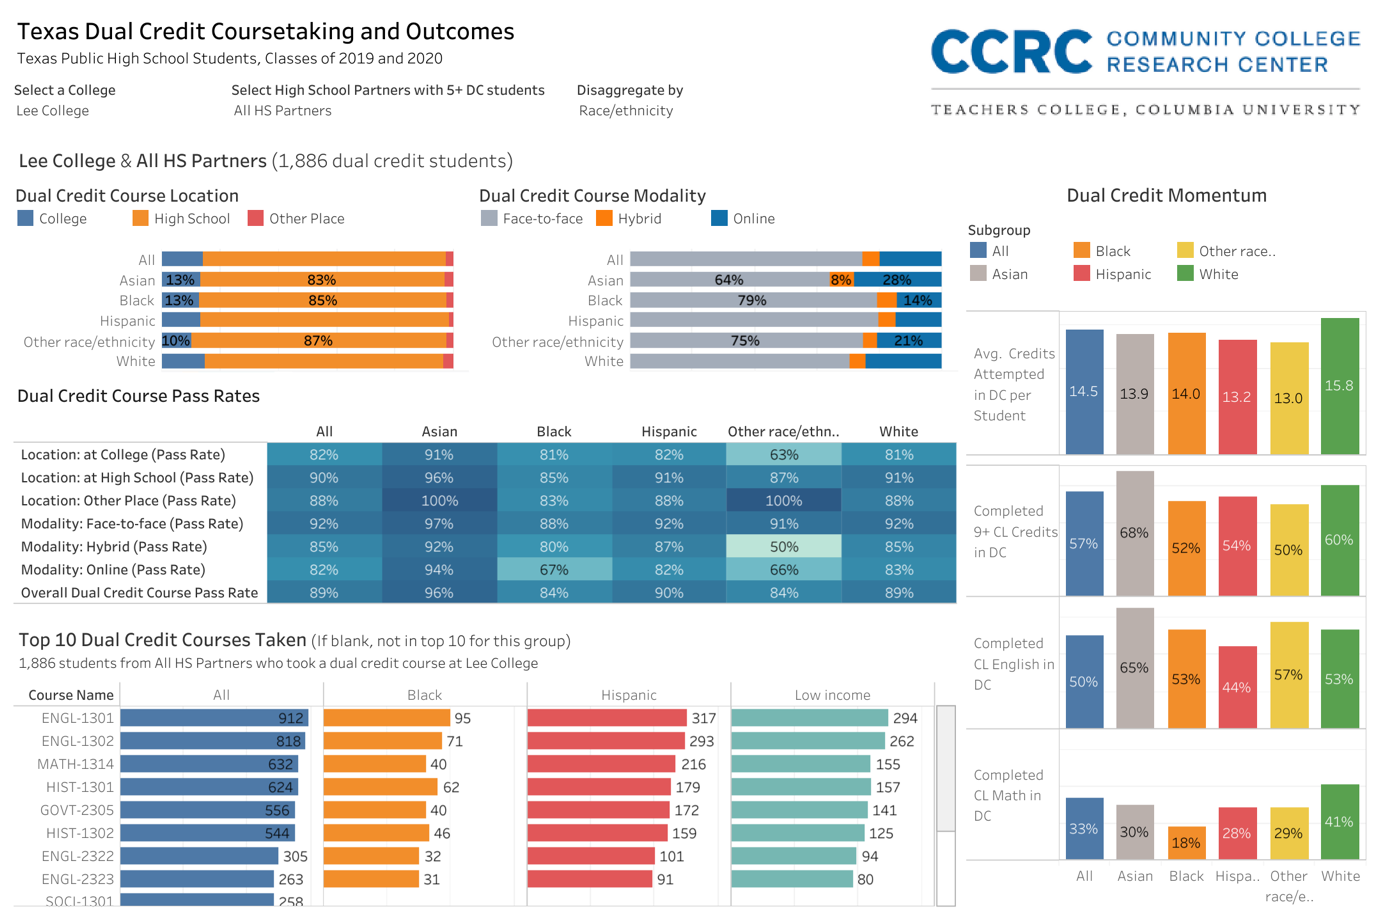 Texas Dual Credit Coursetaking and Outcomes
Texas Public High School Students, Classes of 2019 and 2020
CCRC COMMUNITY COLLEGE RESEARCH CENTER
TEACHERS COLLEGE, COLUMBIA UNIVERSITY
Select a College Select High School Partners with 5+ DC students Disaggregate by
Lee College All HS Partners Race/ethnicity
Lee College & All HS Partners (1,886 dual credit students)
Dual Credit Course Location
College High School Other Place
All
Asian 13% 83%
Black 13% 85%
Hispanic
Other race/ethnicity 10% 87%
White
Dual Credit Course Modality
Face-to-face Hybrid Online
All
Asian 64% 8% 28%
Black 79% 14%
Hispanic
Other race/ethnicity 75% 21%
White
Dual Credit Course Pass Rates
All Asian Black Hispanic Other race/ethn.. White
Location: at College (Pass Rate) 82% 91% 81% 82% 63% 81%
Location: at High School (Pass Rate) 90% 96% 85% 91% 87% 91%
Location: Other Place (Pass Rate) 88% 100% 83% 88% 100% 88%
Modality: Face-to-face (Pass Rate) 92% 97% 88% 92% 91% 92%
Modality: Hybrid (Pass Rate) 85% 92% 80% 87% 50% 85%
Modality: Online (Pass Rate) 82% 94% 67% 82% 66% 83%
Overall Dual Credit Course Pass Rate 89% 96% 84% 90% 84% 89%
Top 10 Dual Credit Courses Taken (If blank, not in top 10 for this group)
1,886 students from All HS Partners who took a dual credit course at Lee College
Course Name All Black Hispanic Low income
ENGL-1301 912 95 317 294
ENGL-1302 818 71 293 262
MATH-1314 632 40 216 155
HIST-1301 624 62 179 157
GOVT-2305 556 40 172 141
HIST-1302 544 46 159 125
ENGL-2322 305 32 101 94
ENGL-2323 263 31 91 80
SOCI-1301 258
Dual Credit Momentum
Subgroup
All Black Other race..
Asian Hispanic White
Avg. Credits
Attempted
in DC per
Student
14.5 13.9 14.0 13.2 13.0 15.8
Completed
9+ CL Credits
in DC
57% 68% 52% 54% 50% 60%
Completed
CL English in
DC
50% 65% 53% 44% 57% 53%
Completed
CL Math in
DC
33% 30% 18% 28% 29% 41%
All Asian Black Hispa.. Other race/e.. White